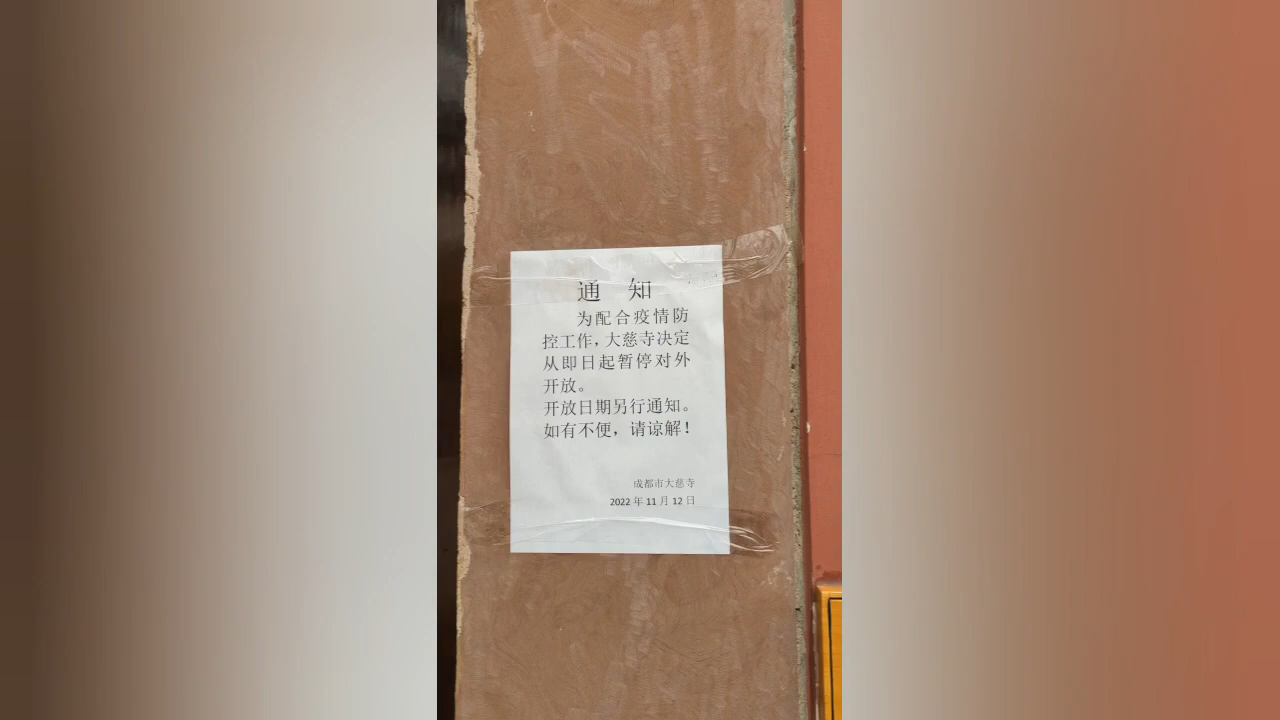 通 知
为配合疫情防
控工作，大慈寺决定
从即日起暂停对外
开放。
开放日期另行通知。
如有不便，请谅解！
成都市大慈寺
2022 年 11 月 12 日